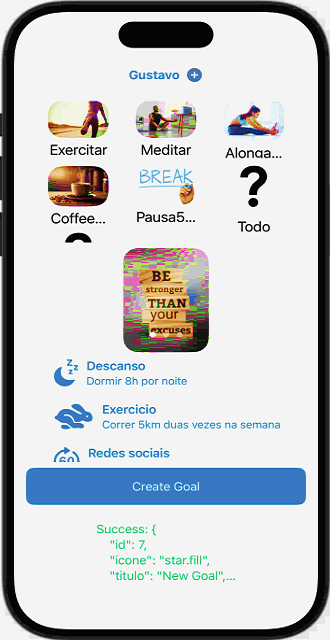 Gustavo
Exercitar
Meditar
Alonga...
BREAK
Coffee...
Pausa5...
?
Todo
BE
stronger
THAN
your
excuses
Descanso
Dormir 8h por noite
Exercicio
Correr 5km duas vezes na semana
Redes sociais
60
Create Goal
Success: {
"id": 7,
"icone": "star.fill",
"titulo": "New Goal",...